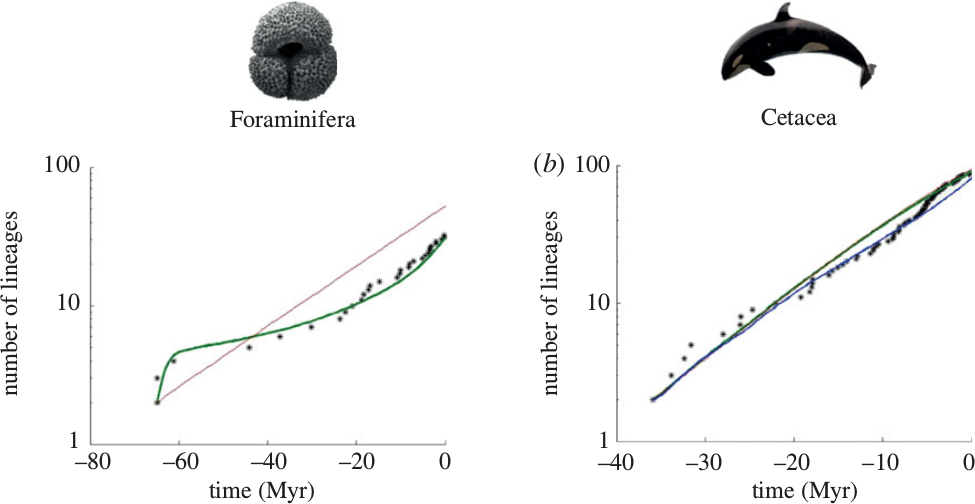 Foraminifera
Cetacea
(b)
number of lineages
100
10
1
–80 –60 –40 –20 0
time (Myr)
number of lineages
100
10
1
–40 –30 –20 –10 0
time (Myr)